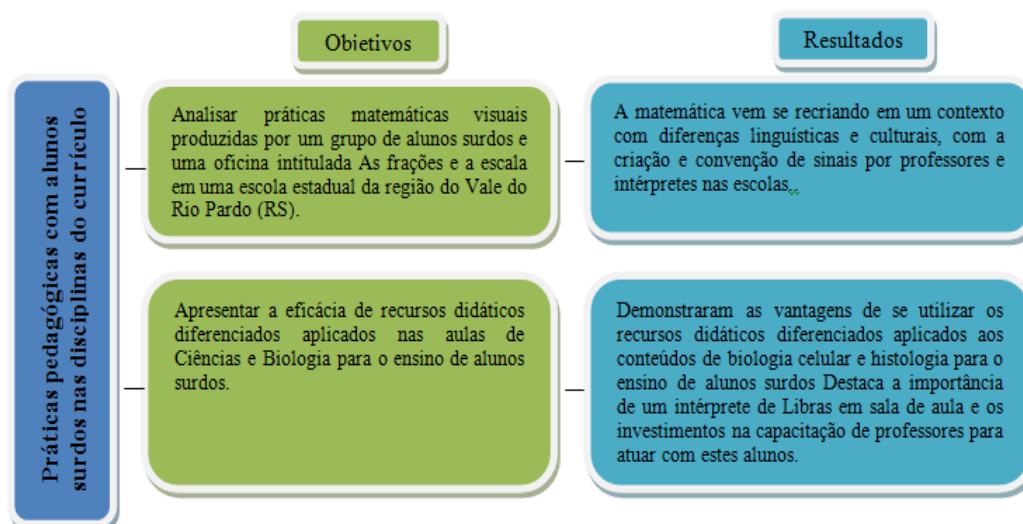 Objetivos
Resultados
Práticas pedagógicas com alunos
surdos nas disciplinas do currículo
Analisar práticas matemáticas visuais
produzidas por um grupo de alunos surdos e
uma oficina intitulada As frações e a escala
em uma escola estadual da região do Vale do
Rio Pardo (RS).
A matemática vem se recriando em um contexto
com diferenças linguísticas e culturais, com a
criação e convenção de sinais por professores e
intérpretes nas escolas..
Apresentar a eficácia de recursos didáticos
diferenciados aplicados nas aulas de
Ciências e Biologia para o ensino de alunos
surdos.
Demonstraram as vantagens de se utilizar os
recursos didáticos diferenciados aplicados aos
conteúdos de biologia celular e histologia para o
ensino de alunos surdos Destaca a importância
de um intérprete de Libras em sala de aula e os
investimentos na capacitação de professores para
atuar com estes alunos.